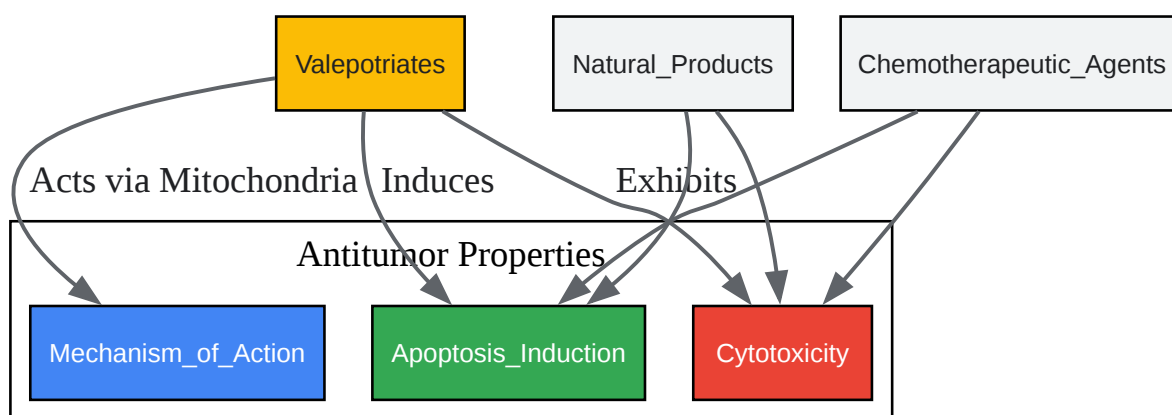 Valepotriates
Natural_Products
Chemotherapeutic_Agents
Acts via Mitochondria
Induces
Exhibits
Antitumor Properties
Mechanism_of_Action
Apoptosis_Induction
Cytotoxicity